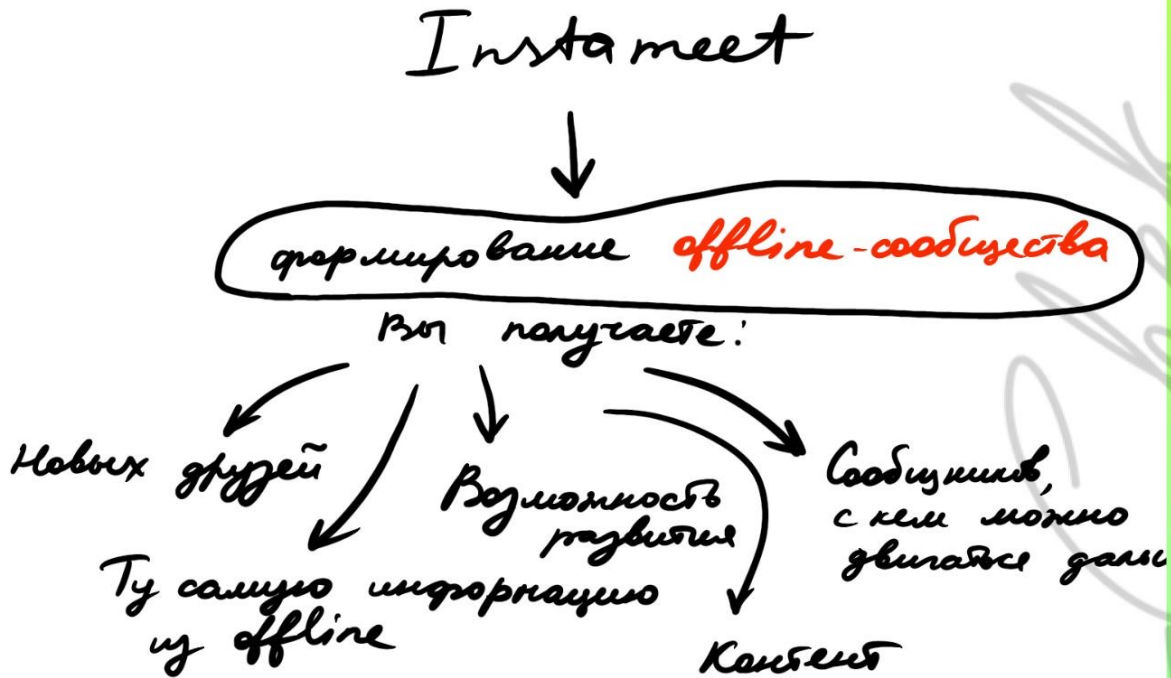 Instameet
формирование offline-сообщества
Вы получаете:
Новых друзей
Ту самую информацию
из offline
Возможность
развития
Контент
Сообщников,
с кем можно
двигаться